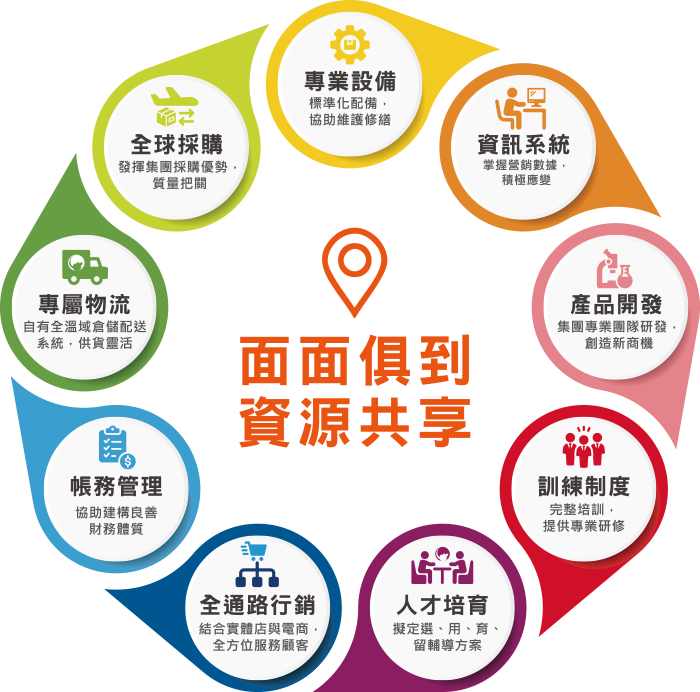 專業設備
標準化配備，
協助維護修繕
資訊系統
掌握營銷數據，
積極應變
產品開發
集團專業團隊研發，
創造新商機
訓練制度
完整培訓，
提供專業研修
人才培育
擬定選、用、育、
留輔導方案
全通路行銷
結合實體店與電商，
全方位服務顧客
帳務管理
協助建構良善
財務體質
專屬物流
自有全溫域倉儲配送
系統，供貨靈活
全球採購
發揮集團採購優勢，
質量把關
面面俱到
資源共享
$